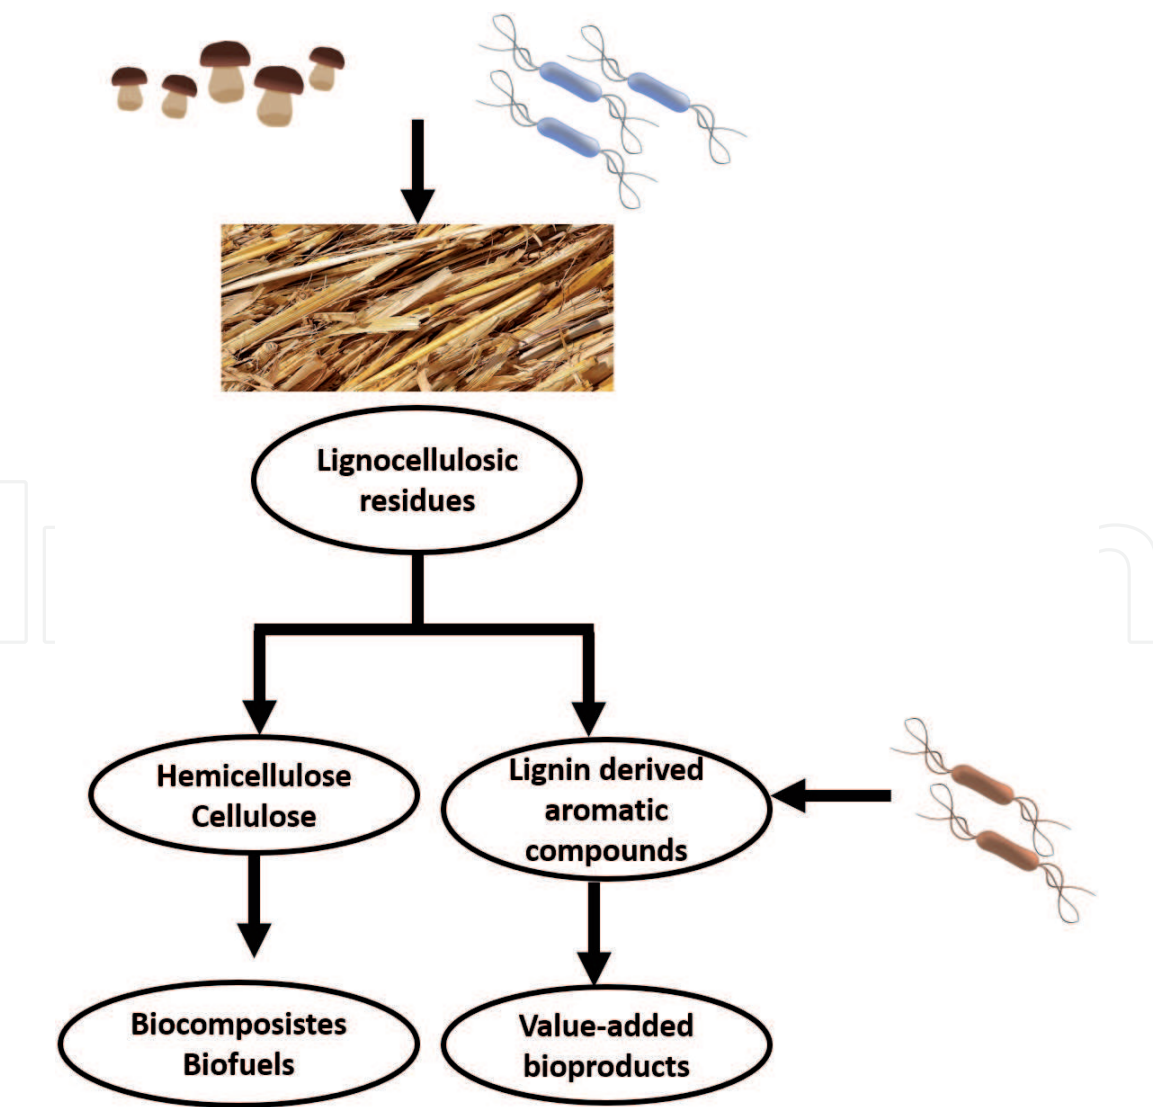 Lignocellulosic
residues
Hemicellulose
Cellulose
Lignin derived
aromatic
compounds
Biocomposistes
Biofuels
Value-added
bioproducts